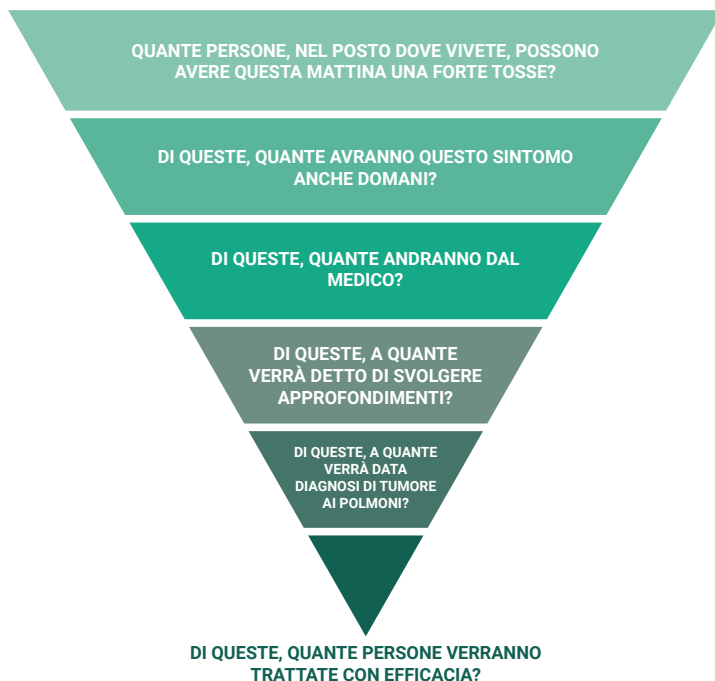 QUANTE PERSONE, NEL POSTO DOVE VIVETE, POSSONO
AVERE QUESTA MATTINA UNA FORTE TOSSE?
DI QUESTE, QUANTE AVRANNO QUESTO SINTOMO
ANCHE DOMANI?
DI QUESTE, QUANTE ANDRANNO DAL
MEDICO?
DI QUESTE, A QUANTE
VERRÀ DETTO DI SVOLGERE
APPROFONDIMENTI?
DI QUESTE, A QUANTE
VERRÀ DATA
DIAGNOSI DI TUMORE
AI POLMONI?
DI QUESTE, QUANTE PERSONE VERRANNO
TRATTATE CON EFFICACIA?